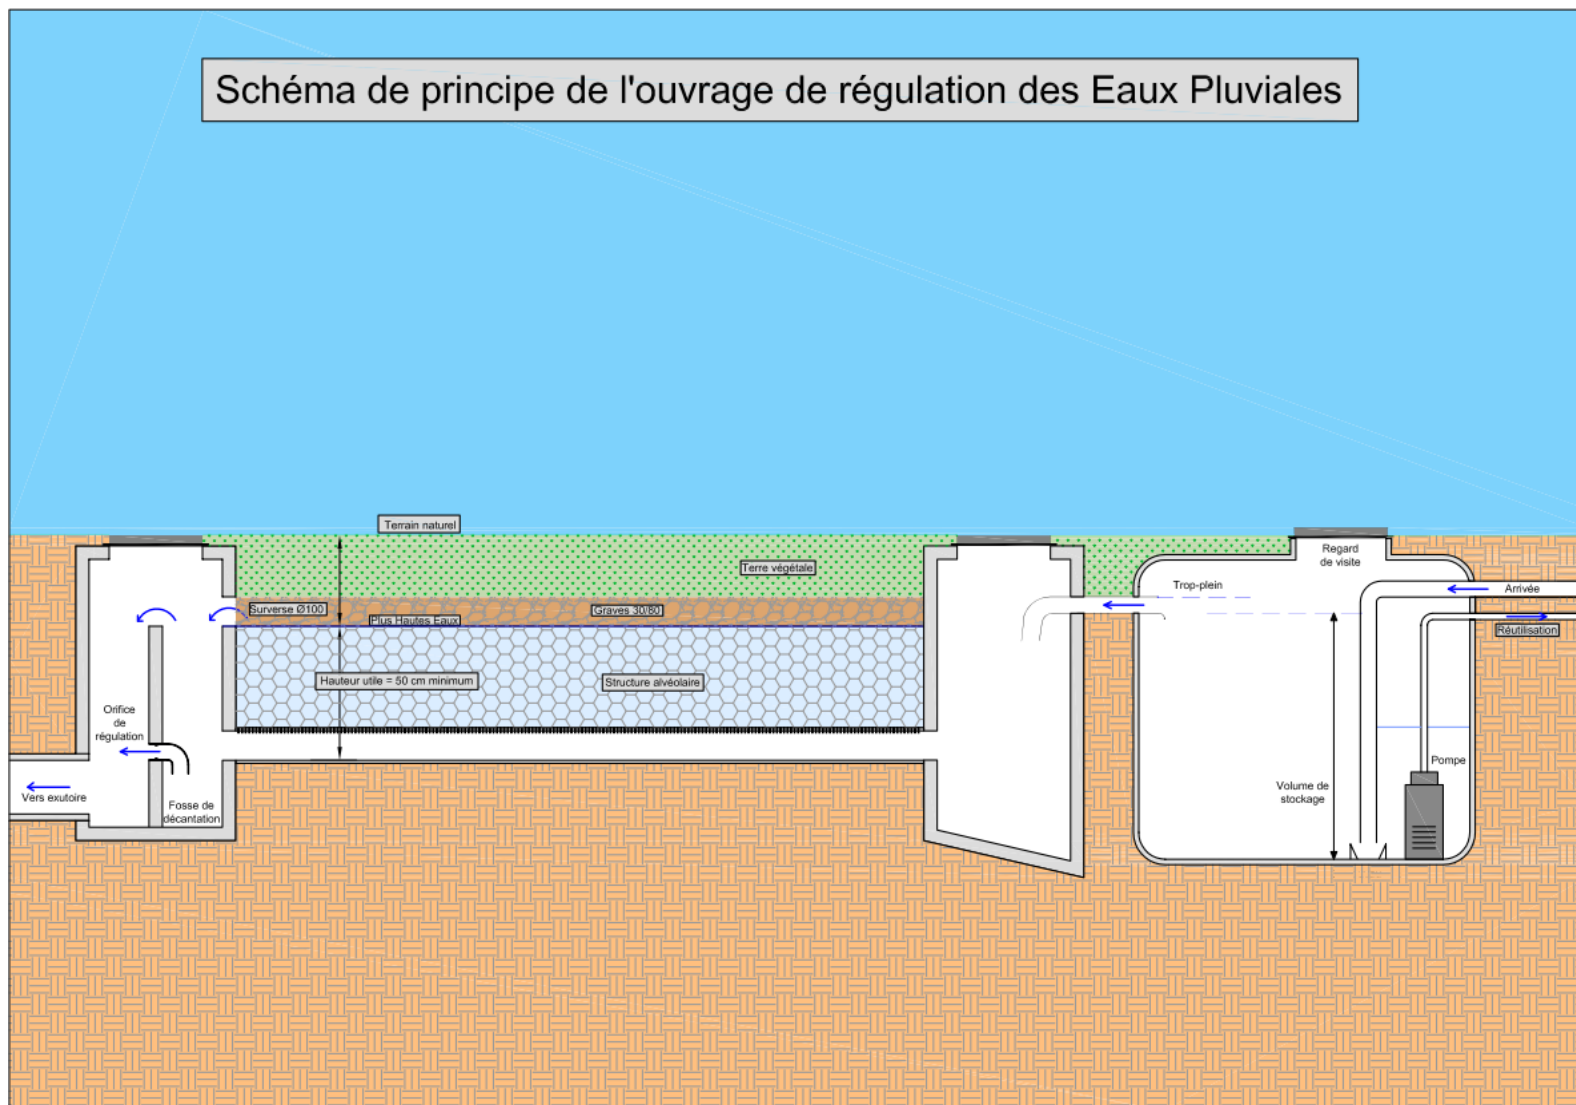 Schéma de principe de l'ouvrage de régulation des Eaux Pluviales
Terrain naturel
Regard
de visite
Terre végétale
Trop-plein
Arrivée
Surverse Ø100
Graves 30/80
Plus Hautes Eaux
Réutilisation
Hauteur utile = 50 cm minimum
Structure alvéolaire
Orifice
de
régulation
Pompe
Volume de
stockage
Vers exutoire
Fosse de
décantation